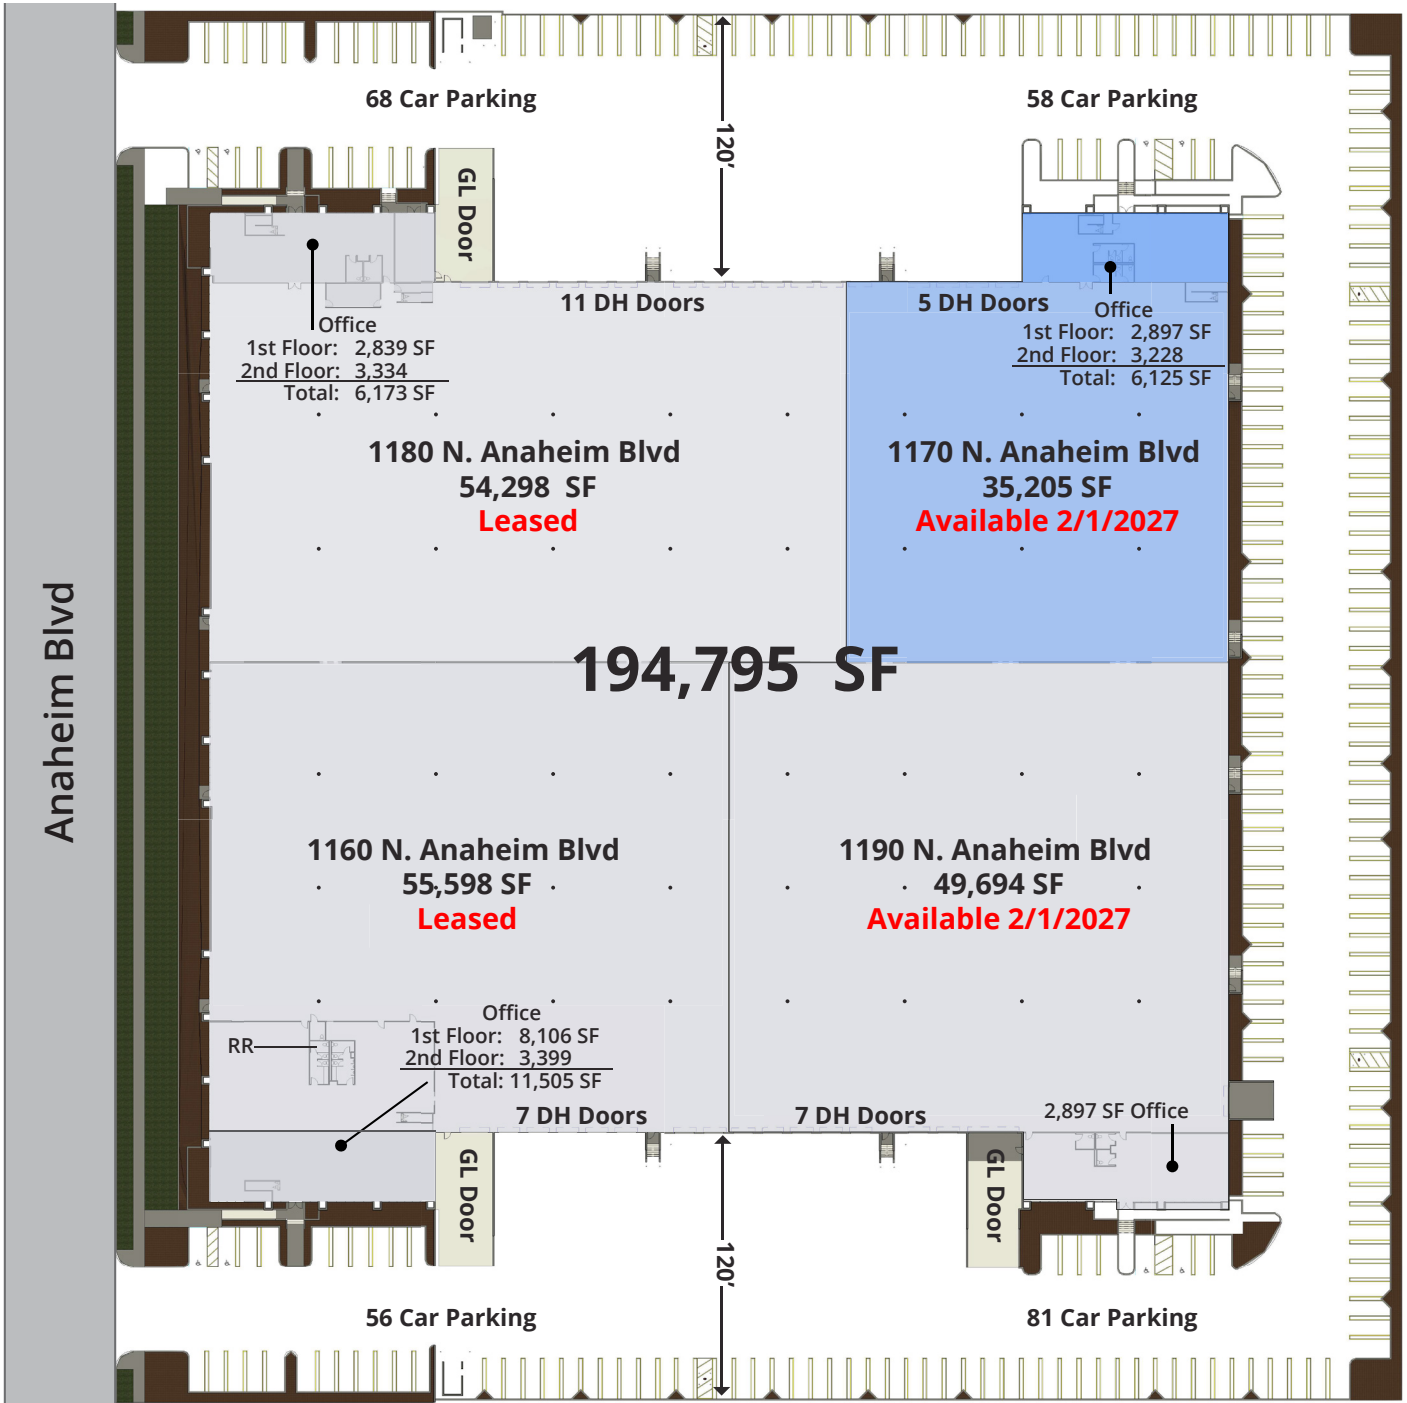 68 Car Parking
58 Car Parking
120'
GL Door
11 DH Doors
5 DH Doors
Office
1st Floor: 2,839 SF
2nd Floor: 3,334
Total: 6,173 SF
Office
1st Floor: 2,897 SF
2nd Floor: 3,228
Total: 6,125 SF
1180 N. Anaheim Blvd
54,298 SF
Leased
1170 N. Anaheim Blvd
35,205 SF
Available 2/1/2027
Anaheim Blvd
194,795 SF
1160 N. Anaheim Blvd
55,598 SF
Leased
1190 N. Anaheim Blvd
49,694 SF
Available 2/1/2027
Office
1st Floor: 8,106 SF
2nd Floor: 3,399
Total: 11,505 SF
RR
7 DH Doors
7 DH Doors
2,897 SF Office
GL Door
GL Door
120'
56 Car Parking
81 Car Parking